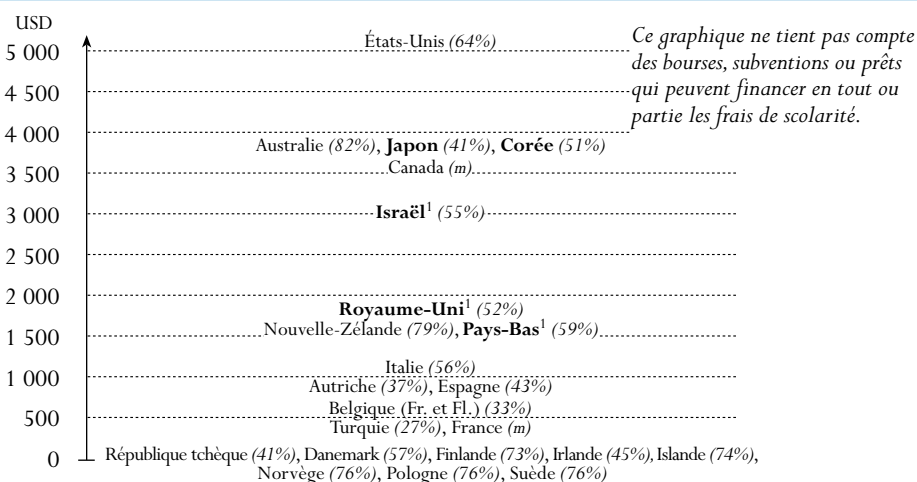 USD
5 000
États-Unis (64%)
Ce graphique ne tient pas compte
des bourses, subventions ou prêts
qui peuvent financer en tout ou
partie les frais de scolarité.
4 500
4 000
Australie (82%), Japon (41%), Corée (51%)
Canada (m)
3 500
3 000
Israël¹ (55%)
2 500
2 000
Royaume-Uni¹ (52%)
Nouvelle-Zélande (79%), Pays-Bas¹ (59%)
1 500
Italie (56%)
1 000
Autriche (37%), Espagne (43%)
Belgique (Fr. et Fl.) (33%)
500
Turquie (27%), France (m)
0
République tchèque (41%), Danemark (57%), Finlande (73%), Irlande (45%), Islande (74%),
Norvège (76%), Pologne (76%), Suède (76%)